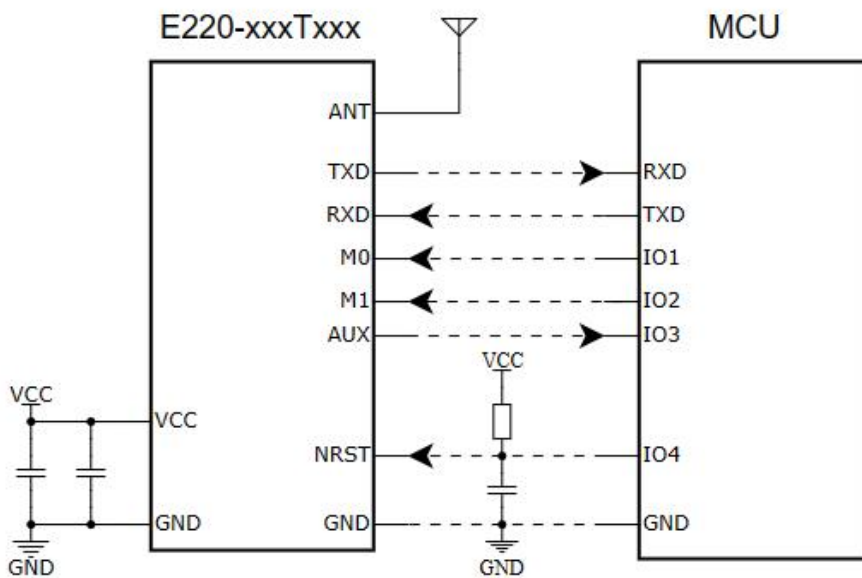 E220-xxxTxxx
MCU
ANT
TXD
RXD
RXD
TXD
M0
IO1
M1
IO2
AUX
IO3
VCC
VCC
VCC
NRST
IO4
GND
GND
GND
GND
GND